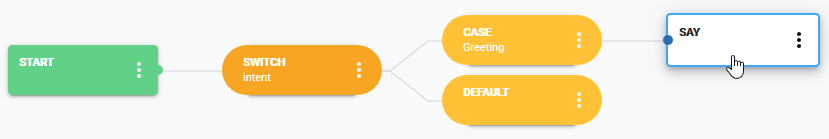 START
SWITCH
intent
CASE
Greeting
DEFAULT
SAY